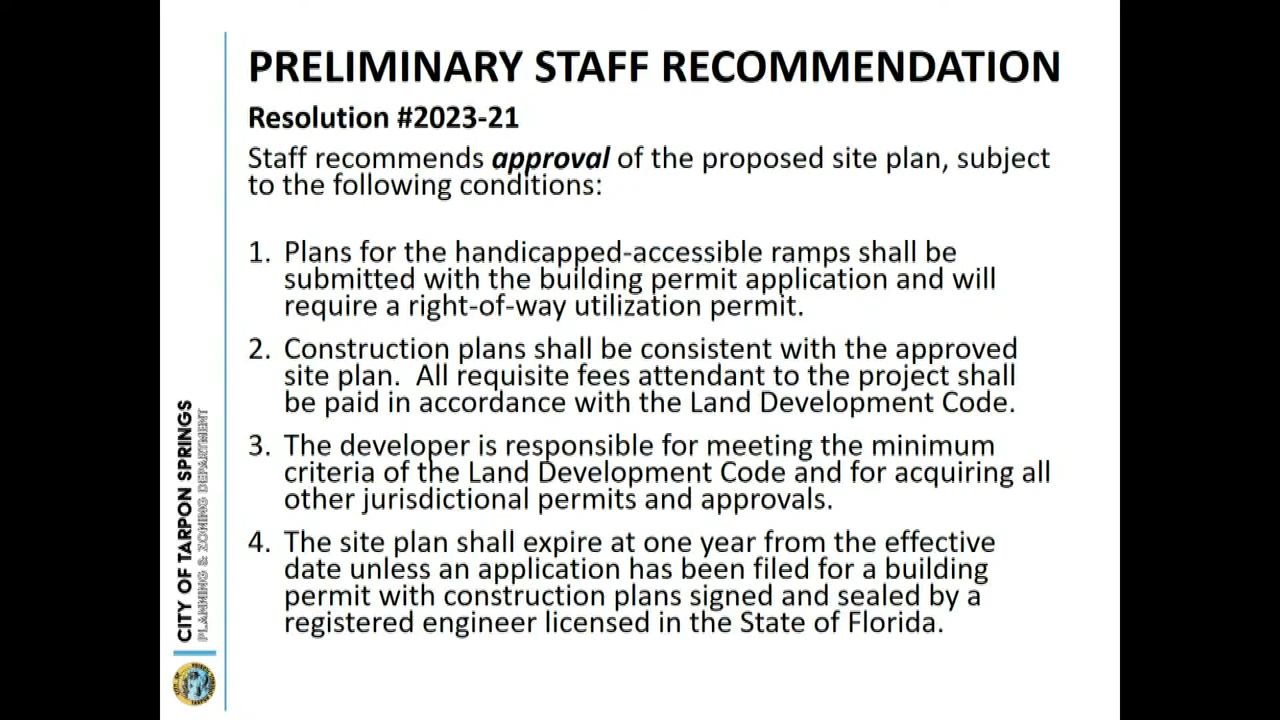 PRELIMINARY STAFF RECOMMENDATION
Resolution #2023-21
Staff recommends approval of the proposed site plan, subject
to the following conditions:
1. Plans for the handicapped-accessible ramps shall be
submitted with the building permit application and will
require a right-of-way utilization permit.
2. Construction plans shall be consistent with the approved
site plan.  All requisite fees attendant to the project shall
be paid in accordance with the Land Development Code.
3. The developer is responsible for meeting the minimum
criteria of the Land Development Code and for acquiring all
other jurisdictional permits and approvals.
4. The site plan shall expire at one year from the effective
date unless an application has been filed for a building
permit with construction plans signed and sealed by a
registered engineer licensed in the State of Florida.
CITY OF TARPON SPRINGS
PLANNING & ZONING DEPARTMENT